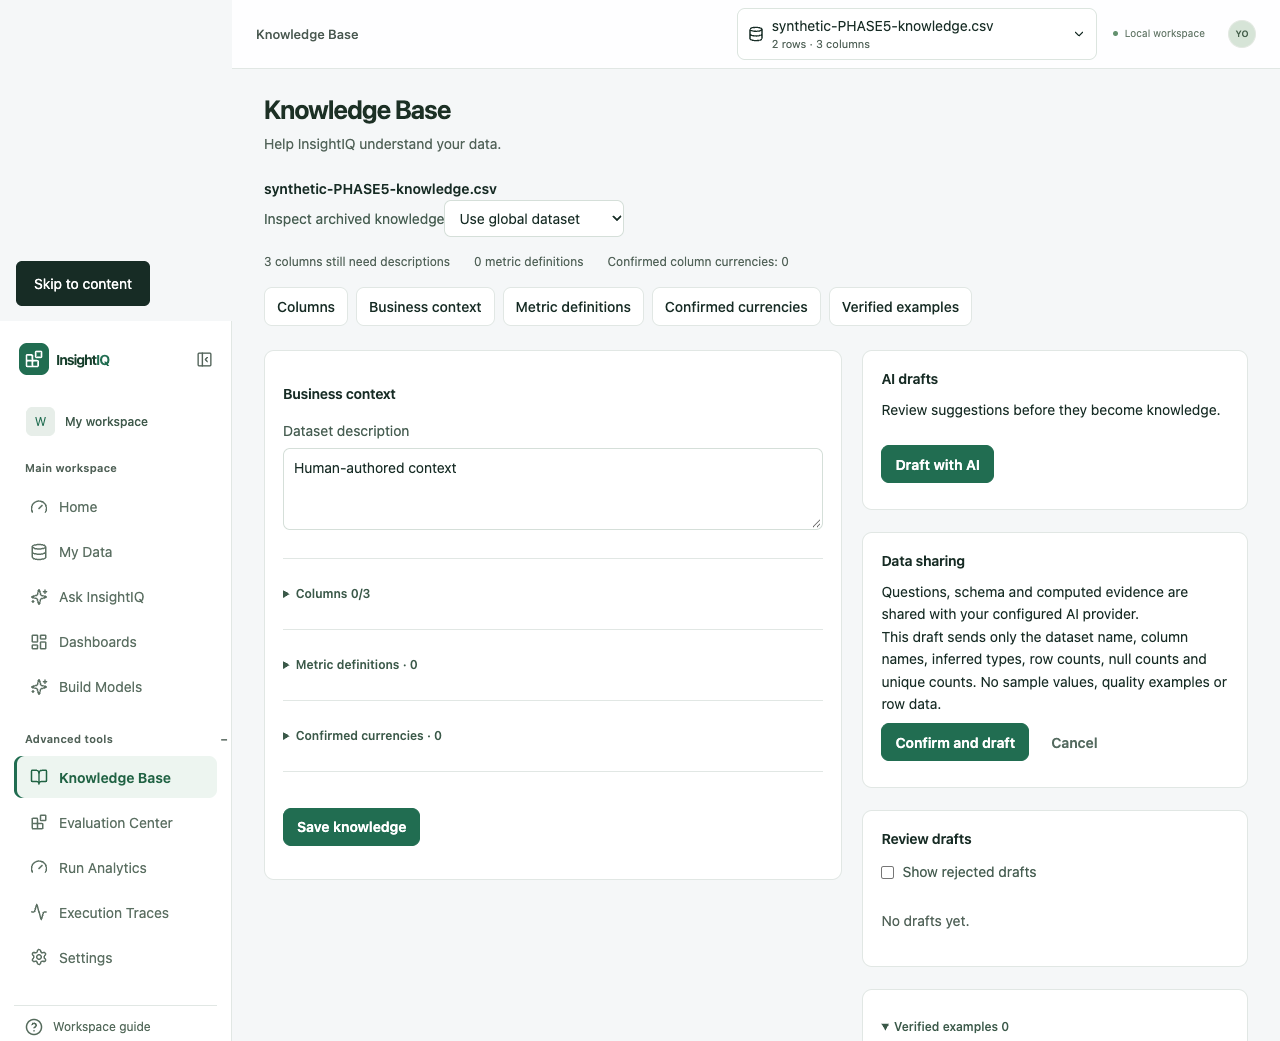 Knowledge Base
synthetic-PHASE5-knowledge.csv
2 rows · 3 columns
Local workspace
YO
Knowledge Base
Help InsightIQ understand your data.
synthetic-PHASE5-knowledge.csv
Inspect archived knowledge Use global dataset
3 columns still need descriptions 0 metric definitions Confirmed column currencies: 0
Columns Business context Metric definitions Confirmed currencies Verified examples
Skip to content
InsightIQ
W My workspace
Main workspace
Home
My Data
Ask InsightIQ
Dashboards
Build Models
Advanced tools –
Knowledge Base
Evaluation Center
Run Analytics
Execution Traces
Settings
Workspace guide
Business context
Dataset description
Human-authored context
Columns 0/3
Metric definitions · 0
Confirmed currencies · 0
Save knowledge
AI drafts
Review suggestions before they become knowledge.
Draft with AI
Data sharing
Questions, schema and computed evidence are
shared with your configured AI provider.
This draft sends only the dataset name, column
names, inferred types, row counts, null counts and
unique counts. No sample values, quality examples or
row data.
Confirm and draft Cancel
Review drafts
Show rejected drafts
No drafts yet.
Verified examples 0